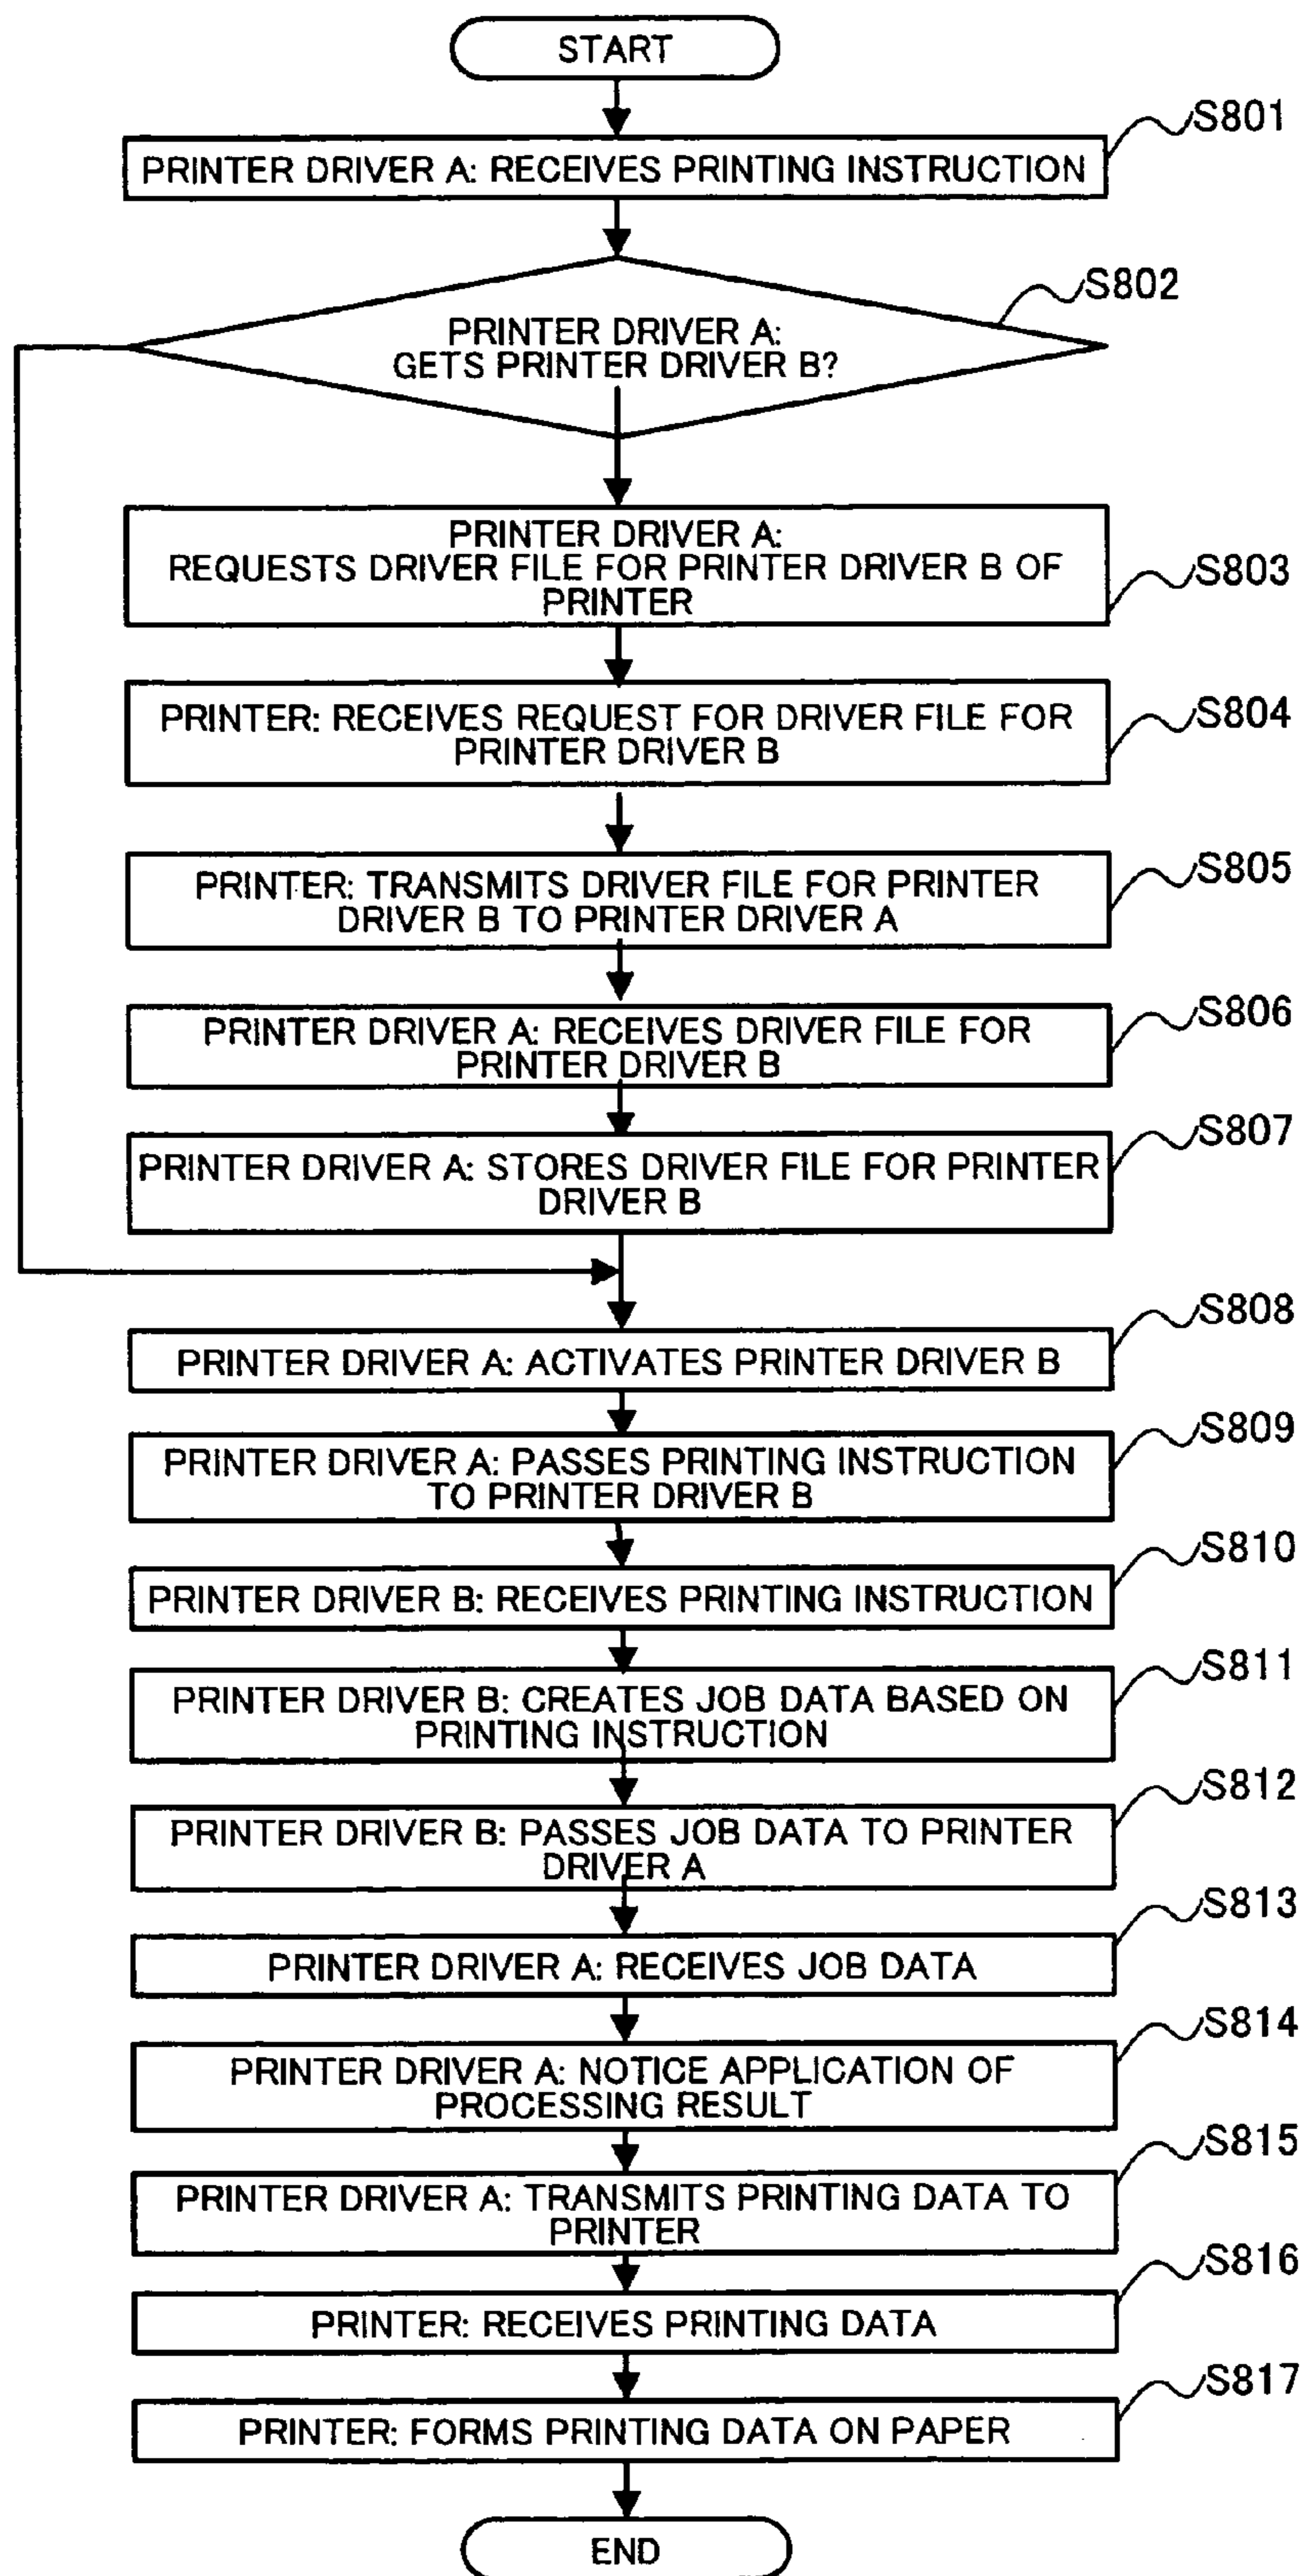 START
S801
PRINTER DRIVER A: RECEIVES PRINTING INSTRUCTION
S802
PRINTER DRIVER A:
GETS PRINTER DRIVER B?
PRINTER DRIVER A:
REQUESTS DRIVER FILE FOR PRINTER DRIVER B OF
PRINTER
S803
PRINTER: RECEIVES REQUEST FOR DRIVER FILE FOR
PRINTER DRIVER B
S804
PRINTER: TRANSMITS DRIVER FILE FOR PRINTER
DRIVER B TO PRINTER DRIVER A
S805
PRINTER DRIVER A: RECEIVES DRIVER FILE FOR
PRINTER DRIVER B
S806
S807
PRINTER DRIVER A: STORES DRIVER FILE FOR PRINTER
DRIVER B
S808
PRINTER DRIVER A: ACTIVATES PRINTER DRIVER B
S809
PRINTER DRIVER A: PASSES PRINTING INSTRUCTION
TO PRINTER DRIVER B
S810
PRINTER DRIVER B: RECEIVES PRINTING INSTRUCTION
S811
PRINTER DRIVER B: CREATES JOB DATA BASED ON
PRINTING INSTRUCTION
S812
PRINTER DRIVER B: PASSES JOB DATA TO PRINTER
DRIVER A
S813
PRINTER DRIVER A: RECEIVES JOB DATA
S814
PRINTER DRIVER A: NOTICE APPLICATION OF
PROCESSING RESULT
S815
PRINTER DRIVER A: TRANSMITS PRINTING DATA TO
PRINTER
S816
PRINTER: RECEIVES PRINTING DATA
S817
PRINTER: FORMS PRINTING DATA ON PAPER
END